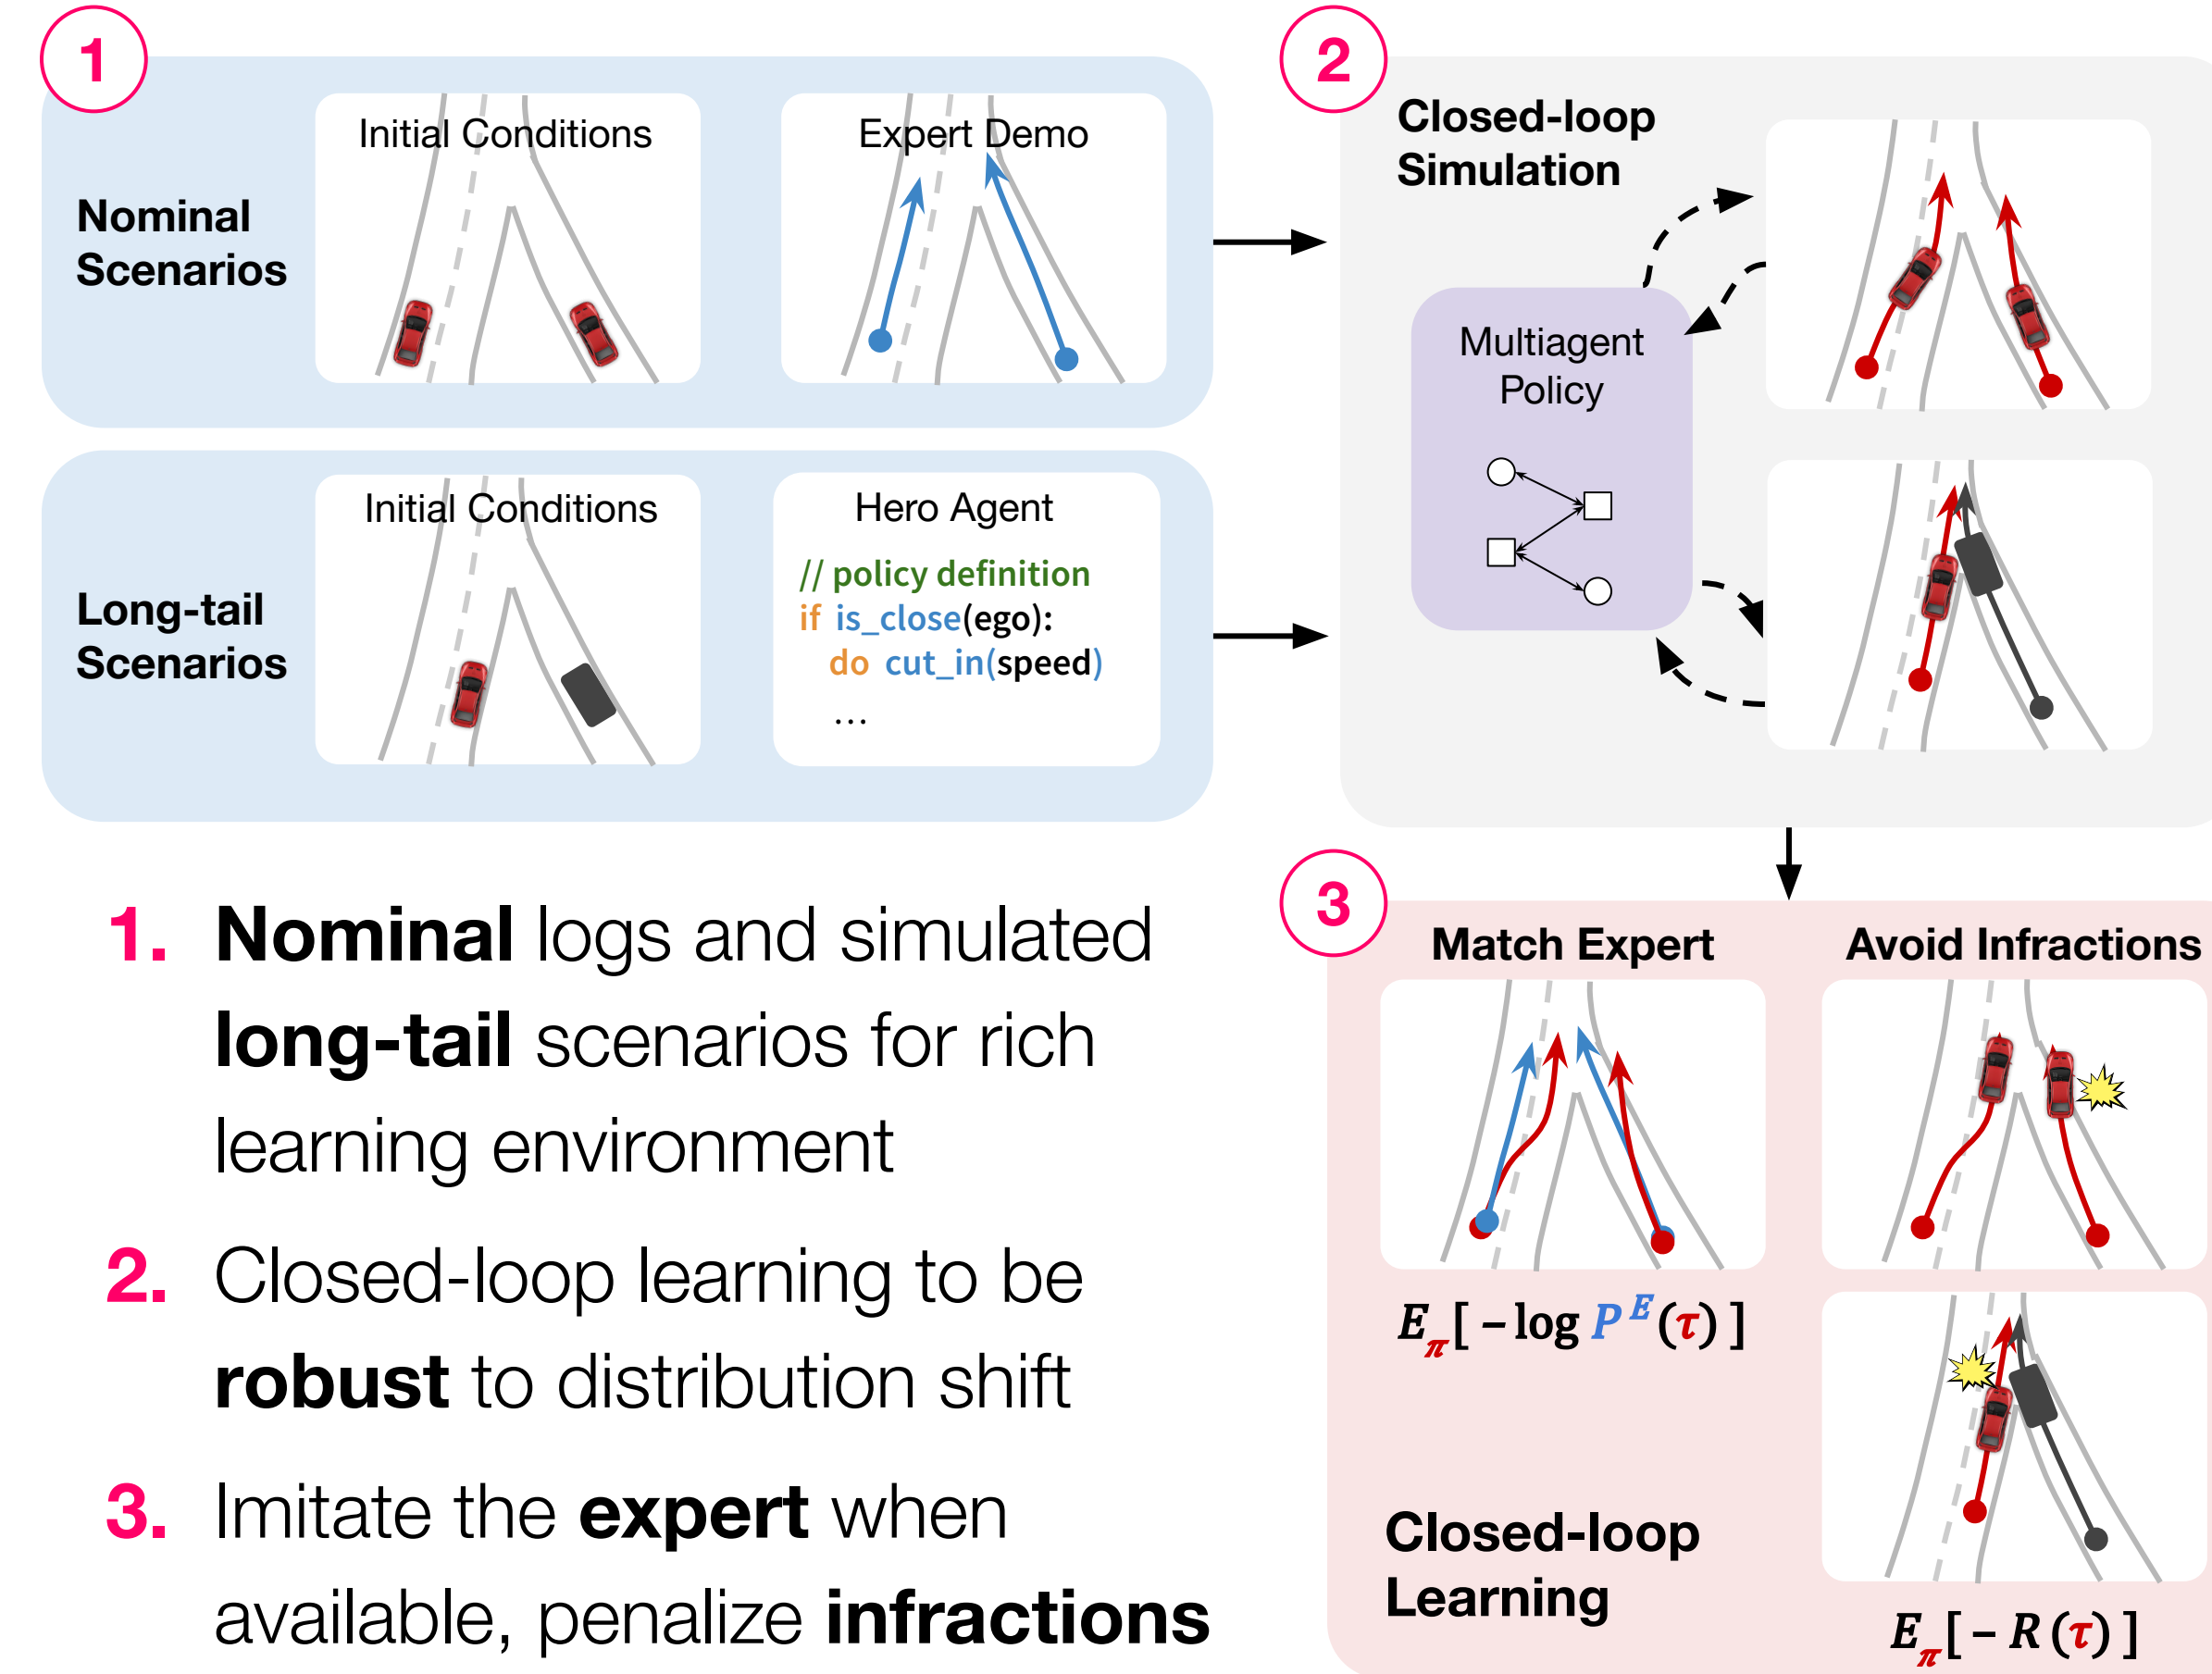 1
Nominal
Scenarios
Initial Conditions
Expert Demo
Long-tail
Scenarios
Initial Conditions
Hero Agent
// policy definition
if is_close(ego):
do cut_in(speed)
...
2
Closed-loop
Simulation
Multiagent
Policy
1. Nominal logs and simulated
long-tail scenarios for rich
learning environment
2. Closed-loop learning to be
robust to distribution shift
3. Imitate the expert when
available, penalize infractions
3
Match Expert
Avoid Infractions
E_π[ − log P^E(τ) ]
Closed-loop
Learning
E_π[ − R(τ) ]